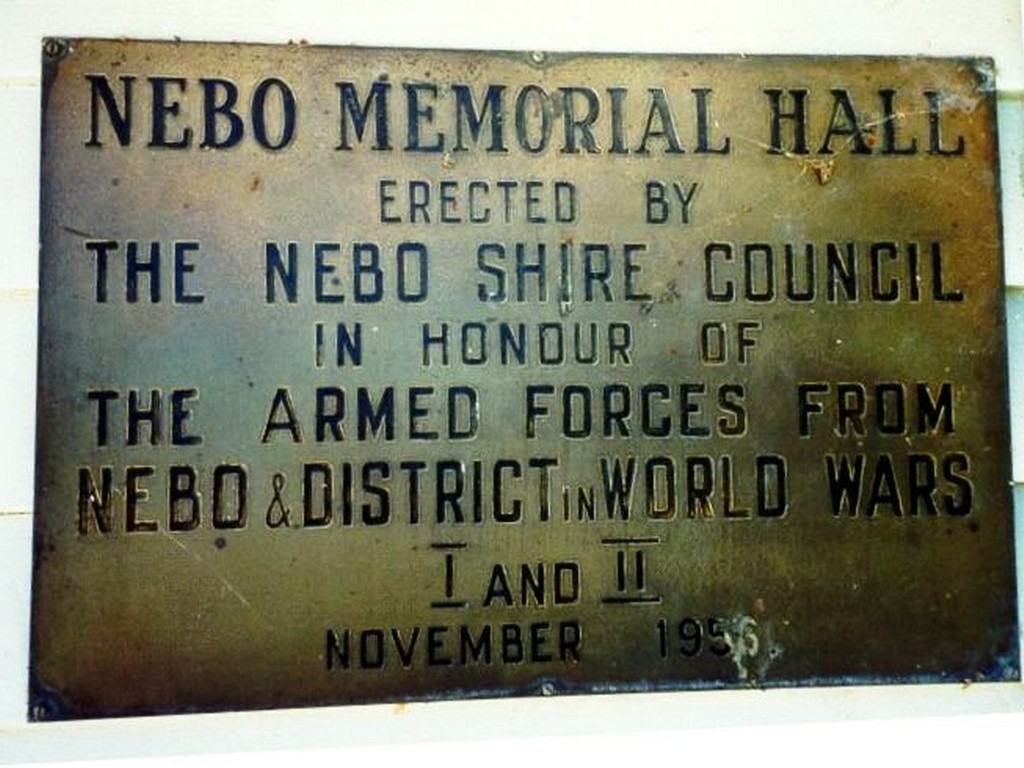 NEBO MEMORIAL HALL
ERECTED BY
THE NEBO SHIRE COUNCIL
IN HONOUR OF
THE ARMED FORCES FROM
NEBO & DISTRICT IN WORLD WARS
I AND II
NOVEMBER 1956